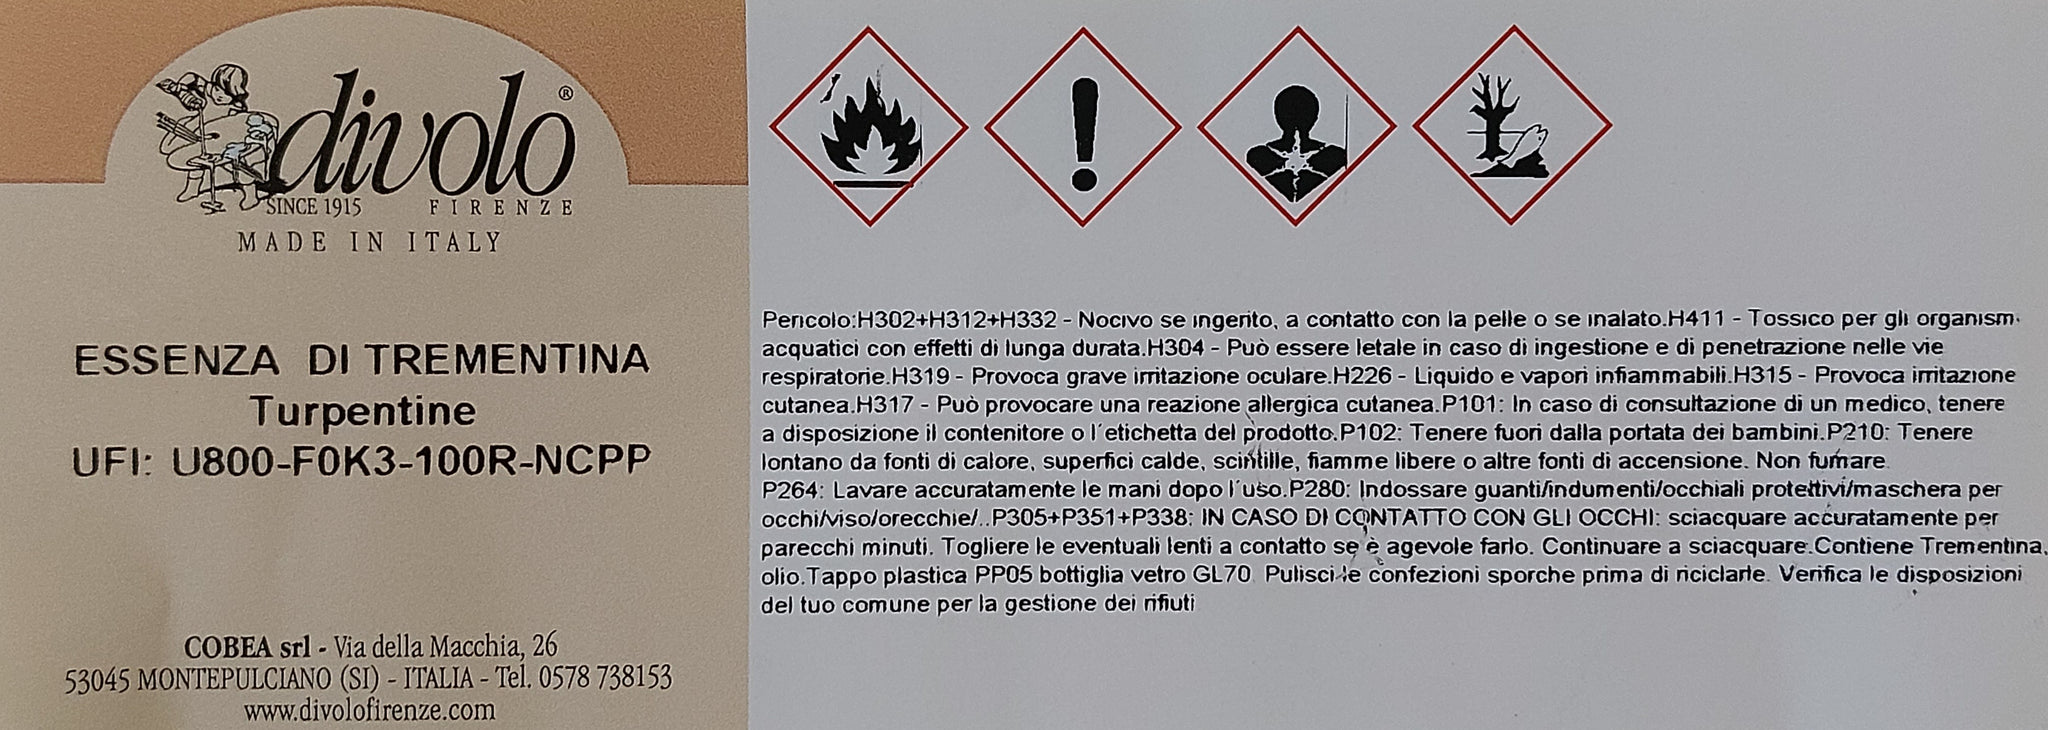 divolo®
SINCE 1915 FIRENZE
MADE IN ITALY
ESSENZA DI TREMENTINA
Turpentine
UFI: U800-F0K3-100R-NCPP
COBEA srl - Via della Macchia, 26
53045 MONTEPULCIANO (SI) - ITALIA - Tel. 0578 738153
www.divolofirenze.com
Pericolo:H302+H312+H332 - Nocivo se ingerito, a contatto con la pelle o se inalato.H411 - Tossico per gli organismi
acquatici con effetti di lunga durata.H304 - Può essere letale in caso di ingestione e di penetrazione nelle vie
respiratorie.H319 - Provoca grave irritazione oculare.H226 - Liquido e vapori infiammabili.H315 - Provoca irritazione
cutanea.H317 - Può provocare una reazione allergica cutanea.P101: In caso di consultazione di un medico, tenere
a disposizione il contenitore o l'etichetta del prodotto.P102: Tenere fuori dalla portata dei bambini.P210: Tenere
lontano da fonti di calore, superfici calde, scintille, fiamme libere o altre fonti di accensione. Non fumare.
P264: Lavare accuratamente le mani dopo l'uso.P280: Indossare guanti/indumenti/occhiali protettivi/maschera per
occhi/viso/orecchie/..P305+P351+P338: IN CASO DI CONTATTO CON GLI OCCHI: sciacquare accuratamente per
parecchi minuti. Togliere le eventuali lenti a contatto se è agevole farlo. Continuare a sciacquare.Contiene Trementina,
olio.Tappo plastica PP05 bottiglia vetro GL70 Pulisci le confezioni sporche prima di riciclarle. Verifica le disposizioni
del tuo comune per la gestione dei rifiuti